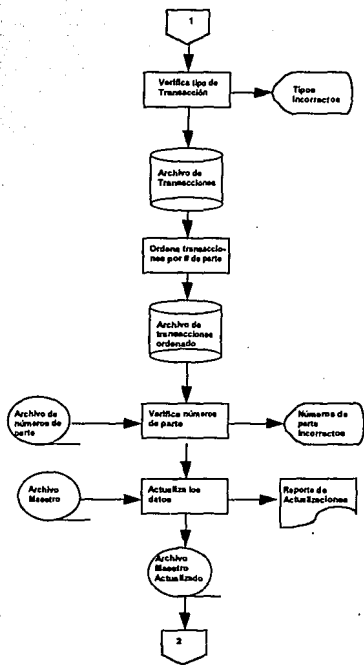 1
Verifica tipo de
Transacción
Tipos
Incorrectos
Archivo de
Transacciones
Ordena transaccio-
nes por # de parte
Archivo de
transacciones
ordenado
Archivo de
números de
parte
Verifica números
de parte
Números de
parte
Incorrectos
Archivo
Maestro
Actualiza los
datos
Reporte de
Actualizaciones
Archivo
Maestro
Actualizado
2